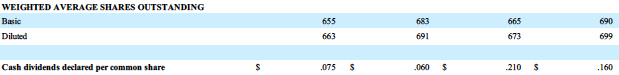 WEIGHTED AVERAGE SHARES OUTSTANDING
Basic 655 683 665 690
Diluted 663 691 673 699
Cash dividends declared per common share $ .075 $ .060 $ .210 $ .160